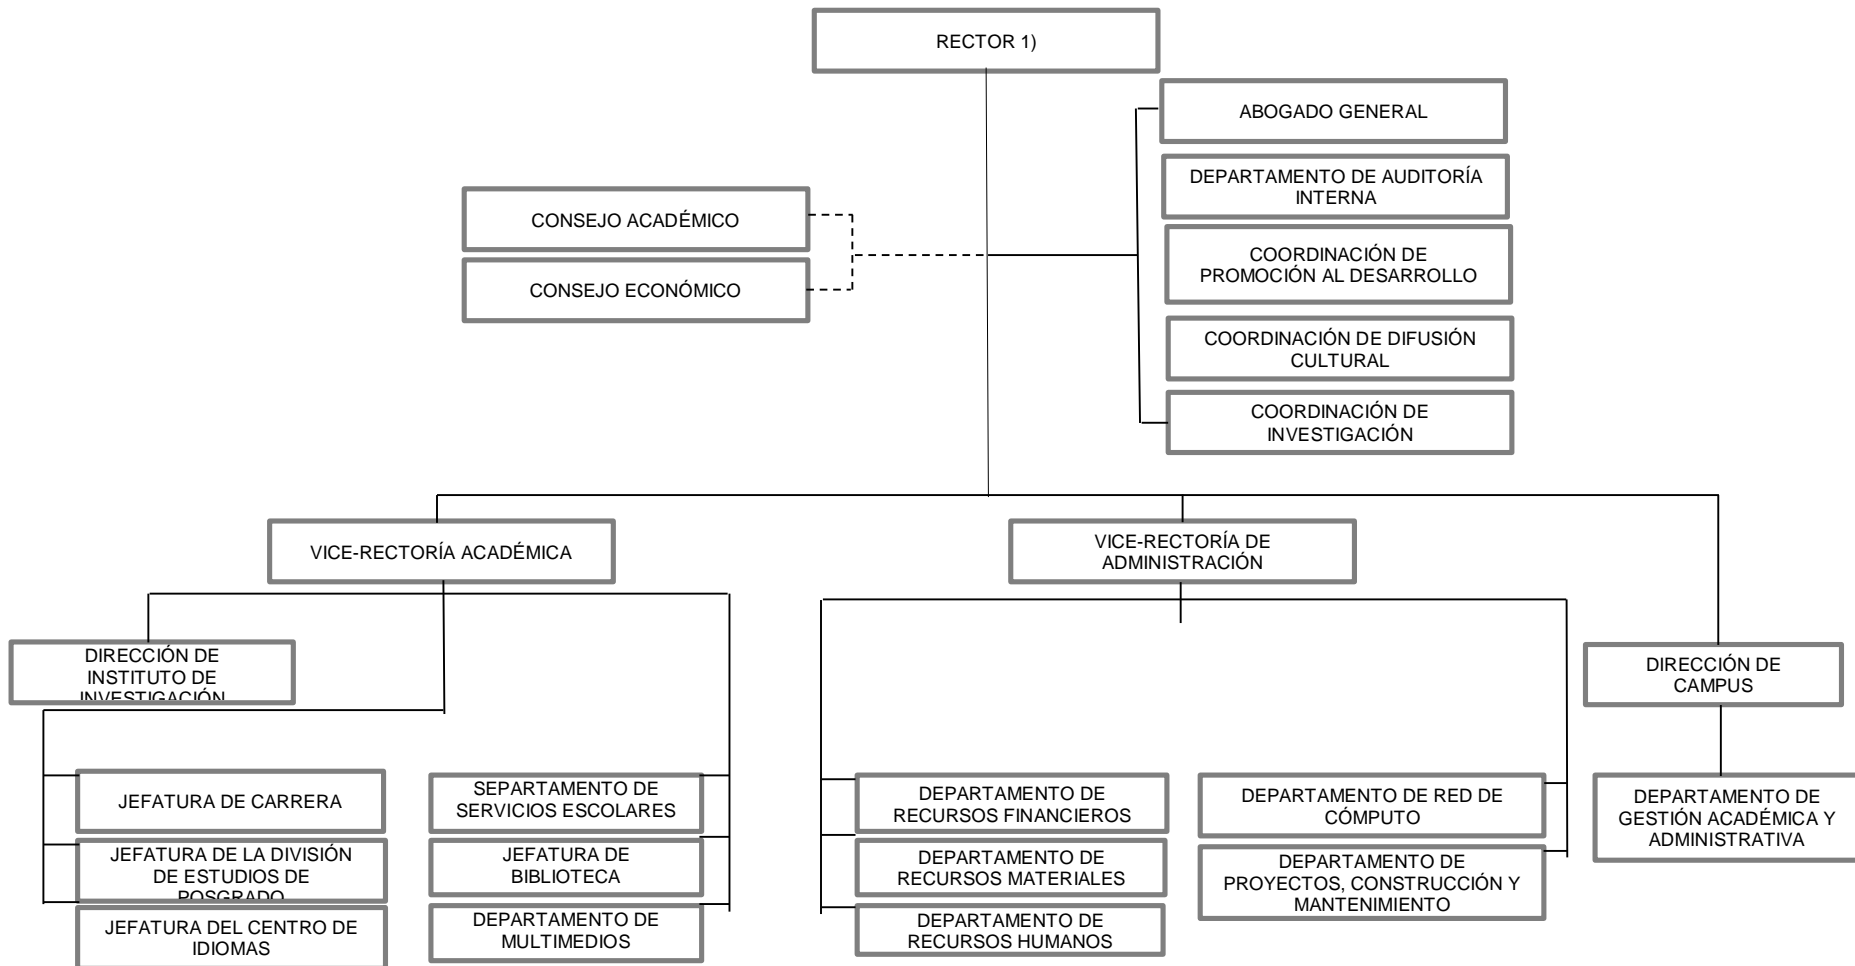 RECTOR 1)
ABOGADO GENERAL
DEPARTAMENTO DE AUDITORÍA
INTERNA
CONSEJO ACADÉMICO
CONSEJO ECONÓMICO
COORDINACIÓN DE
PROMOCIÓN AL DESARROLLO
COORDINACIÓN DE DIFUSIÓN
CULTURAL
COORDINACIÓN DE
INVESTIGACIÓN
VICE-RECTORÍA ACADÉMICA
VICE-RECTORÍA DE
ADMINISTRACIÓN
DIRECCIÓN DE
INSTITUTO DE
INVESTIGACIÓN
DIRECCIÓN DE
CAMPUS
JEFATURA DE CARRERA
SEPARTAMENTO DE
SERVICIOS ESCOLARES
DEPARTAMENTO DE
RECURSOS FINANCIEROS
DEPARTAMENTO DE RED DE
CÓMPUTO
DEPARTAMENTO DE
GESTIÓN ACADÉMICA Y
ADMINISTRATIVA
JEFATURA DE LA DIVISIÓN
DE ESTUDIOS DE
POSGRADO
JEFATURA DE
BIBLIOTECA
DEPARTAMENTO DE
RECURSOS MATERIALES
DEPARTAMENTO DE
PROYECTOS, CONSTRUCCIÓN Y
MANTENIMIENTO
JEFATURA DEL CENTRO DE
IDIOMAS
DEPARTAMENTO DE
MULTIMEDIOS
DEPARTAMENTO DE
RECURSOS HUMANOS